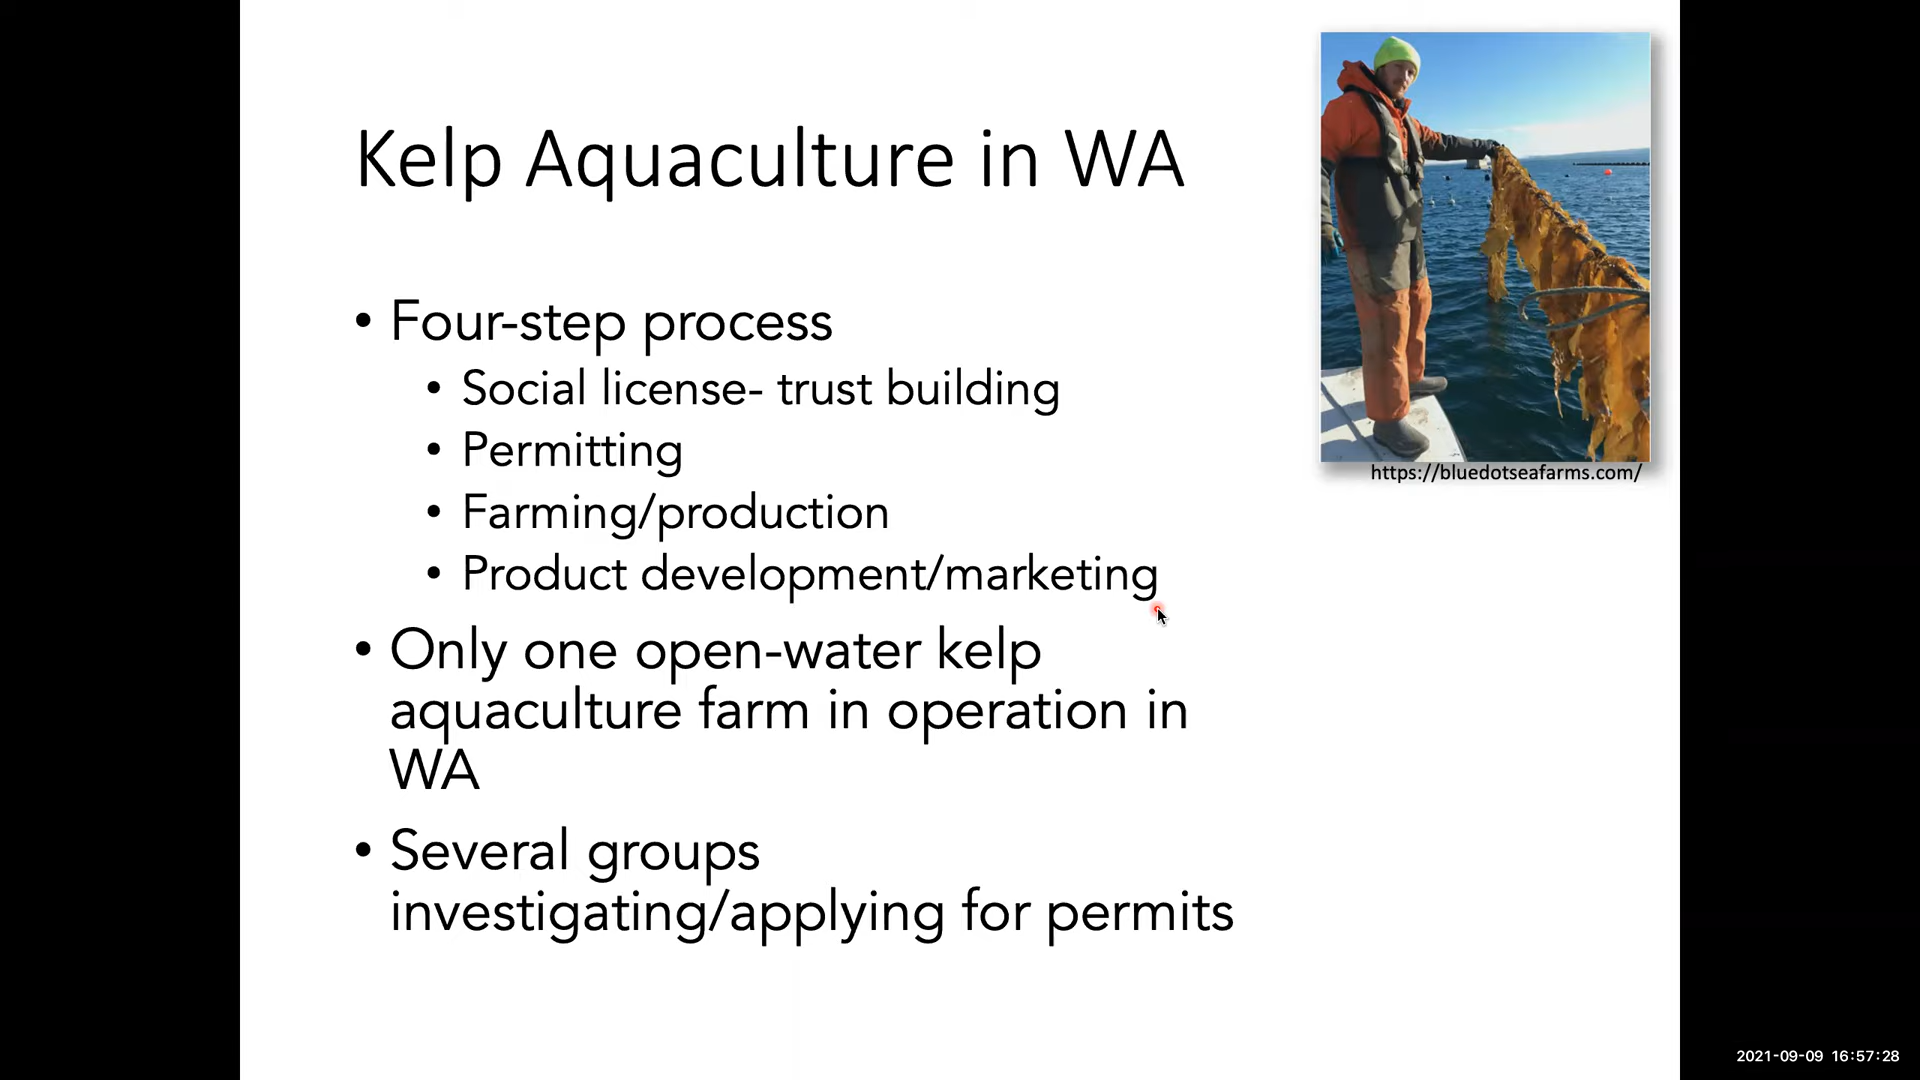 Kelp Aquaculture in WA
https://bluedotseafarms.com/
• Four-step process
• Social license- trust building
• Permitting
• Farming/production
• Product development/marketing
• Only one open-water kelp
aquaculture farm in operation in
WA
• Several groups
investigating/applying for permits
2021-09-09 16:57:28